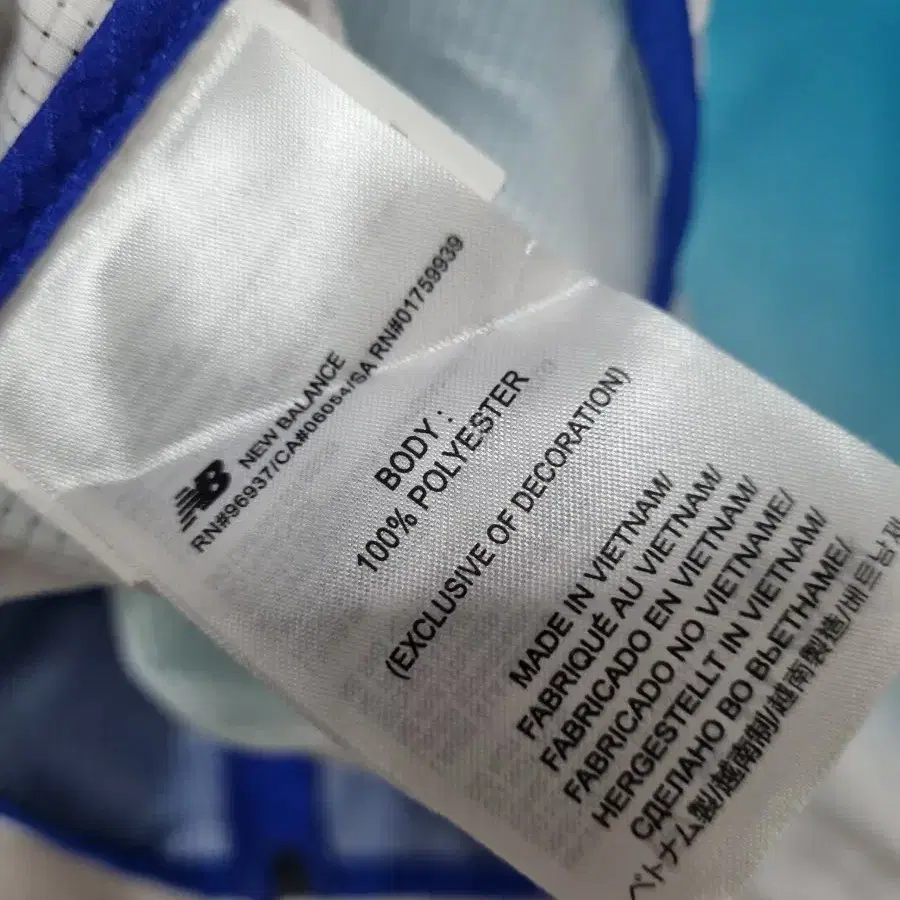 NB NEW BALANCE
RN#96937/CA#06054/SA RN#01759939
BODY :
100% POLYESTER
(EXCLUSIVE OF DECORATION)
MADE IN VIETNAM/
FABRIQUÉ AU VIETNAM/
FABRICADO EN VIETNAM/
FABRICADO NO VIETNAME/
HERGESTELLT IN VIETNAM/
СДЕЛАНО ВО ВЬЕТНАМЕ/
ベトナム製/越南制/越南製造/베트남제